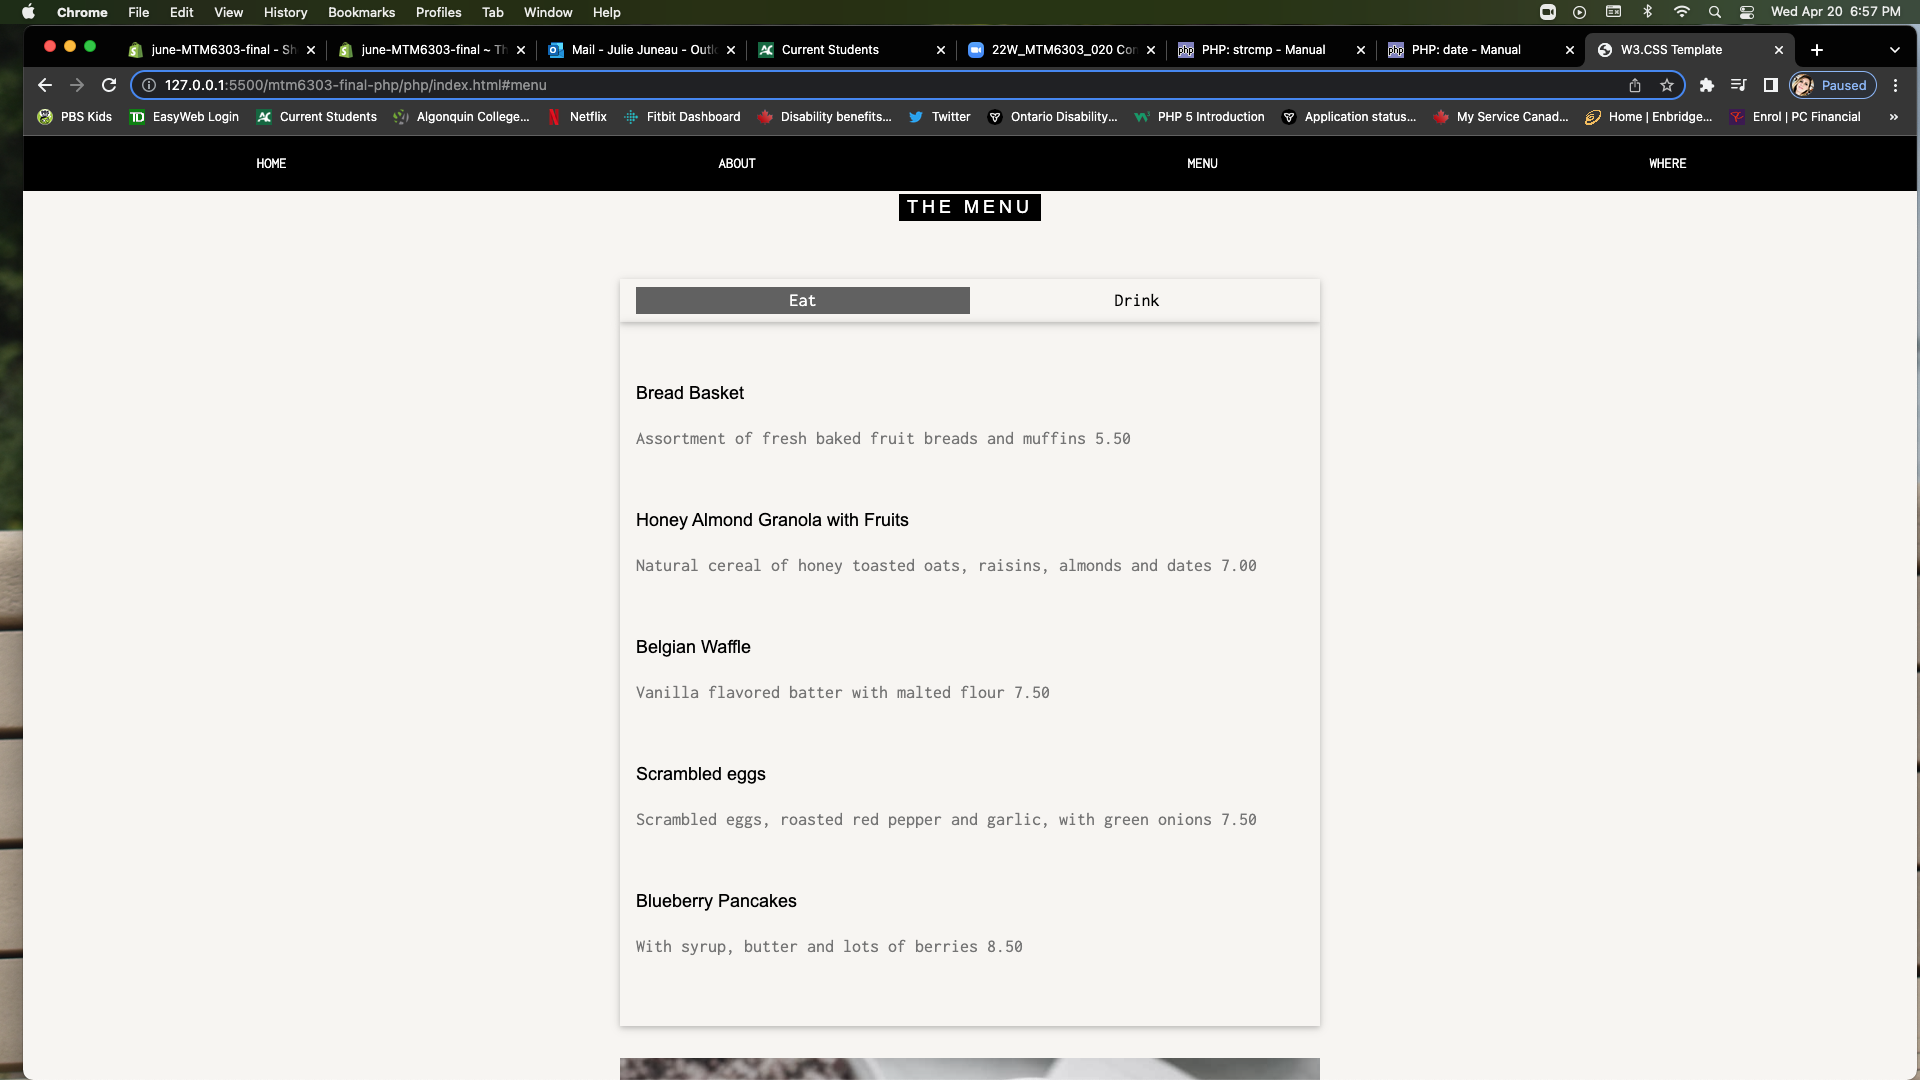 Chrome File Edit View History Bookmarks Profiles Tab Window Help Wed Apr 20 6:57 PM
june-MTM6303-final - Sh june-MTM6303-final ~ Th Mail - Julie Juneau - Outl Current Students 22W_MTM6303_020 Con PHP: strcmp - Manual PHP: date - Manual W3.CSS Template
127.0.0.1:5500/mtm6303-final-php/php/index.html#menu Paused
PBS Kids EasyWeb Login Current Students Algonquin College... Netflix Fitbit Dashboard Disability benefits... Twitter Ontario Disability... PHP 5 Introduction Application status... My Service Canad... Home | Enbridge... Enrol | PC Financial »
HOME ABOUT MENU WHERE
THE MENU
Eat Drink
Bread Basket
Assortment of fresh baked fruit breads and muffins 5.50
Honey Almond Granola with Fruits
Natural cereal of honey toasted oats, raisins, almonds and dates 7.00
Belgian Waffle
Vanilla flavored batter with malted flour 7.50
Scrambled eggs
Scrambled eggs, roasted red pepper and garlic, with green onions 7.50
Blueberry Pancakes
With syrup, butter and lots of berries 8.50